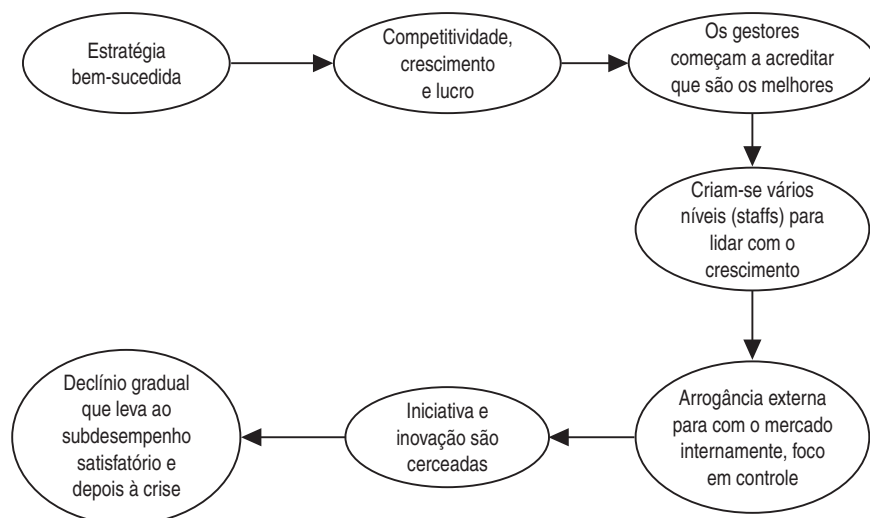 Estratégia
bem-sucedida
Competitividade,
crescimento
e lucro
Os gestores
começam a acreditar
que são os melhores
Criam-se vários
níveis (staffs) para
lidar com o
crescimento
Arrogância externa
para com o mercado
internamente, foco
em controle
Iniciativa e
inovação são
cerceadas
Declínio gradual
que leva ao
subdesempenho
satisfatório e
depois à crise